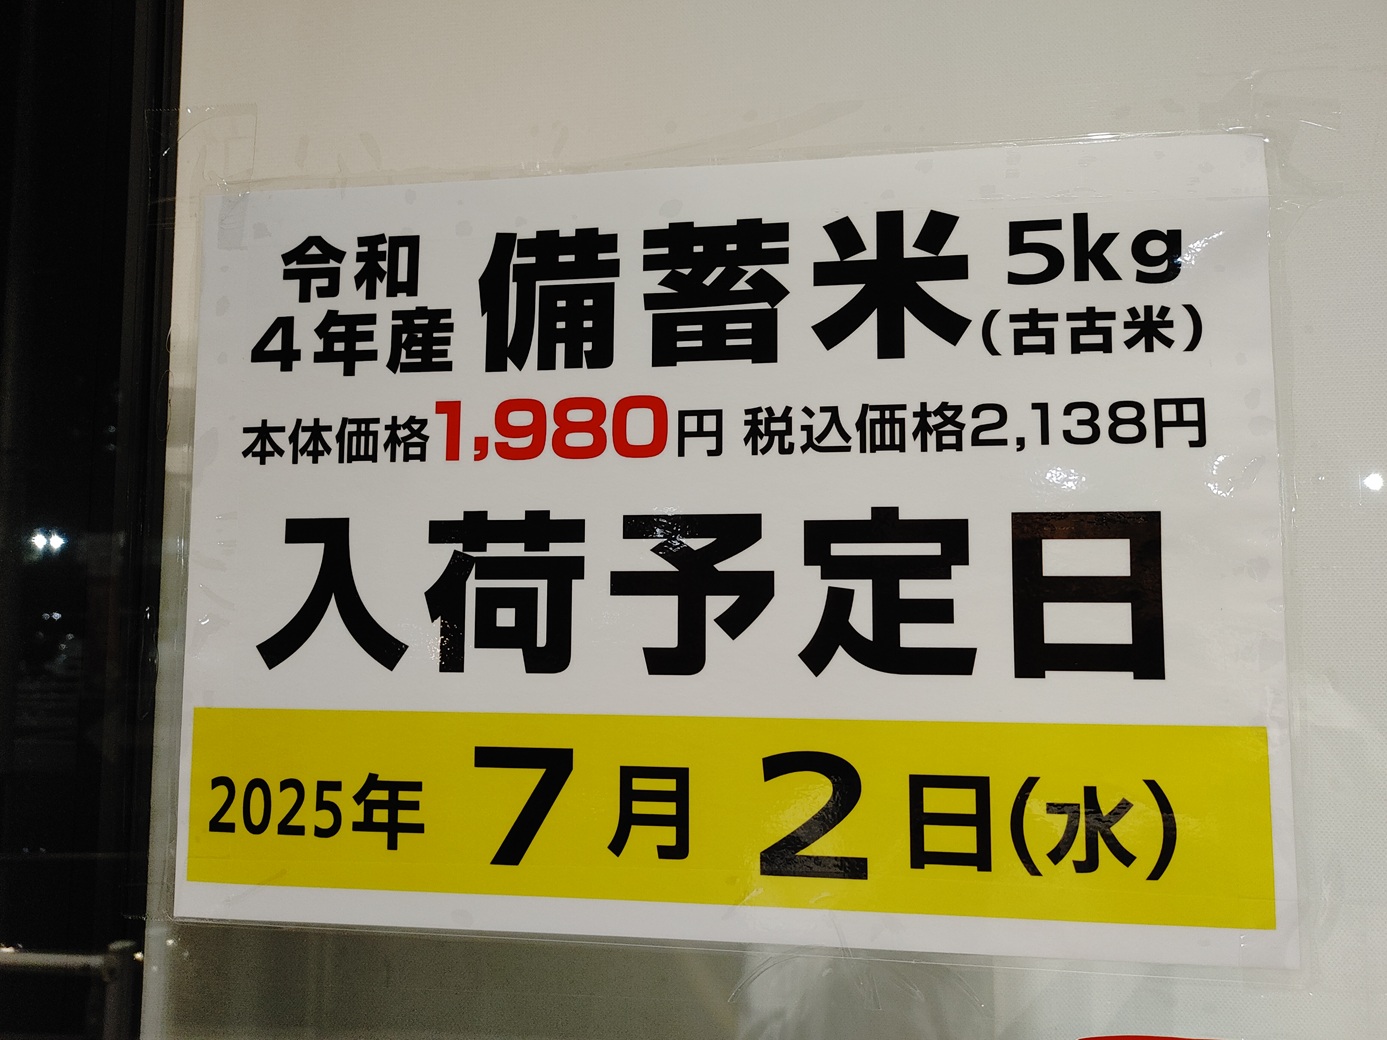 令和4年産 備蓄米 5kg(古古米)
本体価格1,980円 税込価格2,138円
入荷予定日
2025年 7月 2日(水)